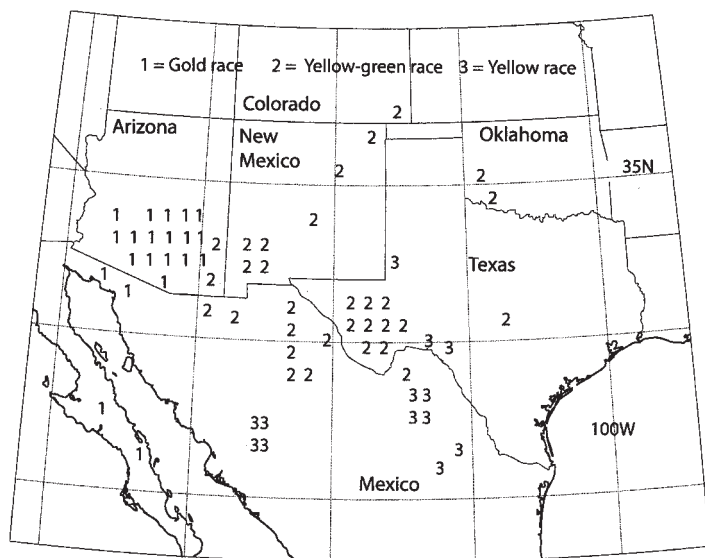 1 = Gold race 2 = Yellow-green race 3 = Yellow race
Colorado 2
Arizona New 2 Oklahoma
Mexico 2 35N
2
2
1 1 1 1 1 2
1 1 1 1 1 1 2 2 2
1 1 1 1 1 2 2 3 Texas
1 1 2
1
2 2 2 2 2
2 2
2 2 2 2 2
2 3
2 2 2 3
2 2 2
3 3
1
33 3 3
100W
33 3
1
3
Mexico